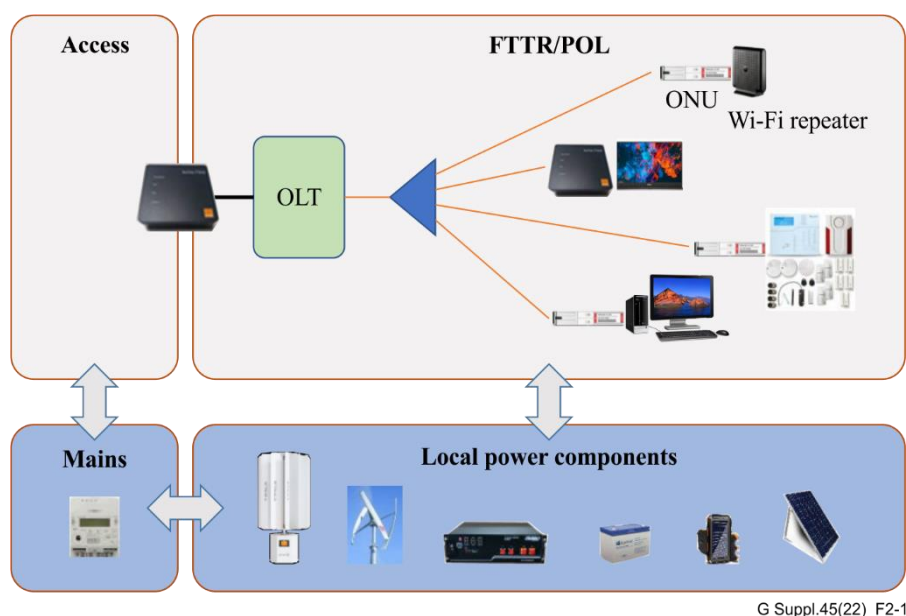 Access
FTTR/POL
ONU
Wi-Fi repeater
OLT
Mains
Local power components
G Suppl.45(22)_F2-1